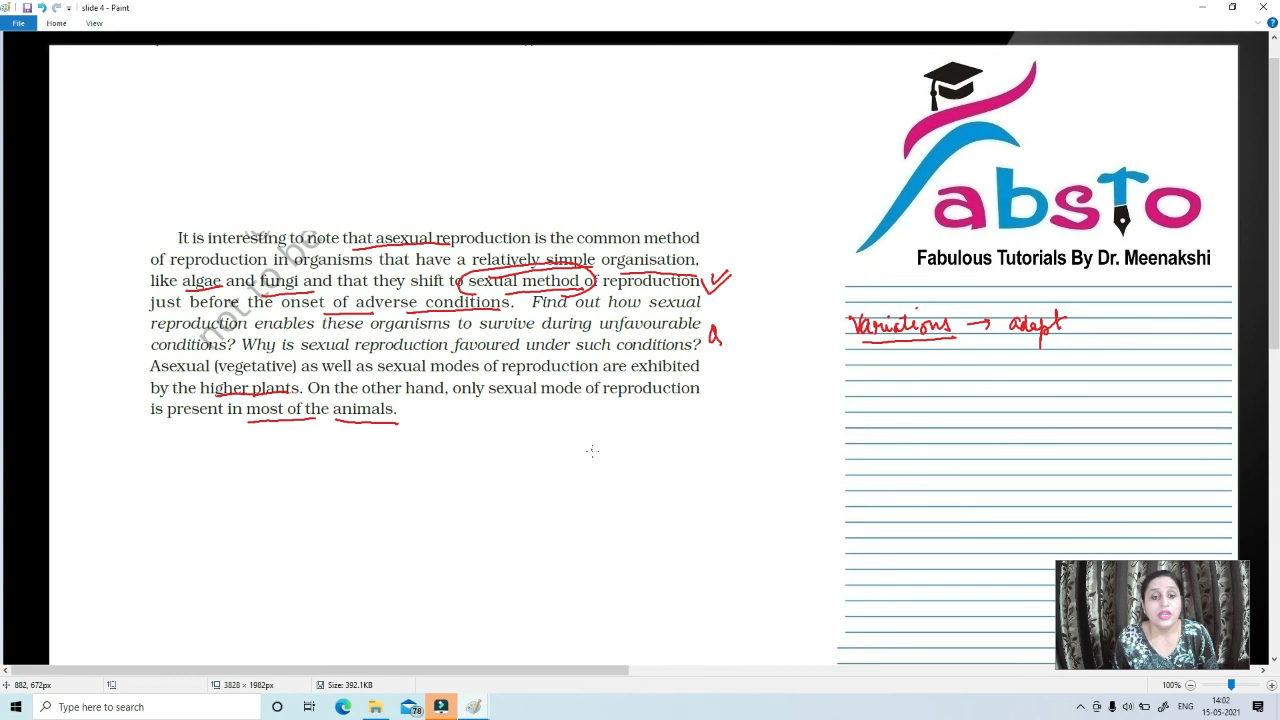 slide 4 - Paint
File Home View
It is interesting to note that asexual reproduction is the common method
of reproduction in organisms that have a relatively simple organisation,
like algae and fungi and that they shift to sexual method of reproduction
just before the onset of adverse conditions. Find out how sexual
reproduction enables these organisms to survive during unfavourable
conditions? Why is sexual reproduction favoured under such conditions?
Asexual (vegetative) as well as sexual modes of reproduction are exhibited
by the higher plants. On the other hand, only sexual mode of reproduction
is present in most of the animals.
not to be
Q
absto
Fabulous Tutorials By Dr. Meenakshi
Variations → adept
882, 672px 3828 × 1982px Size: 392.1KB 100%
Type here to search 78 ENG 14:02
15-05-2021